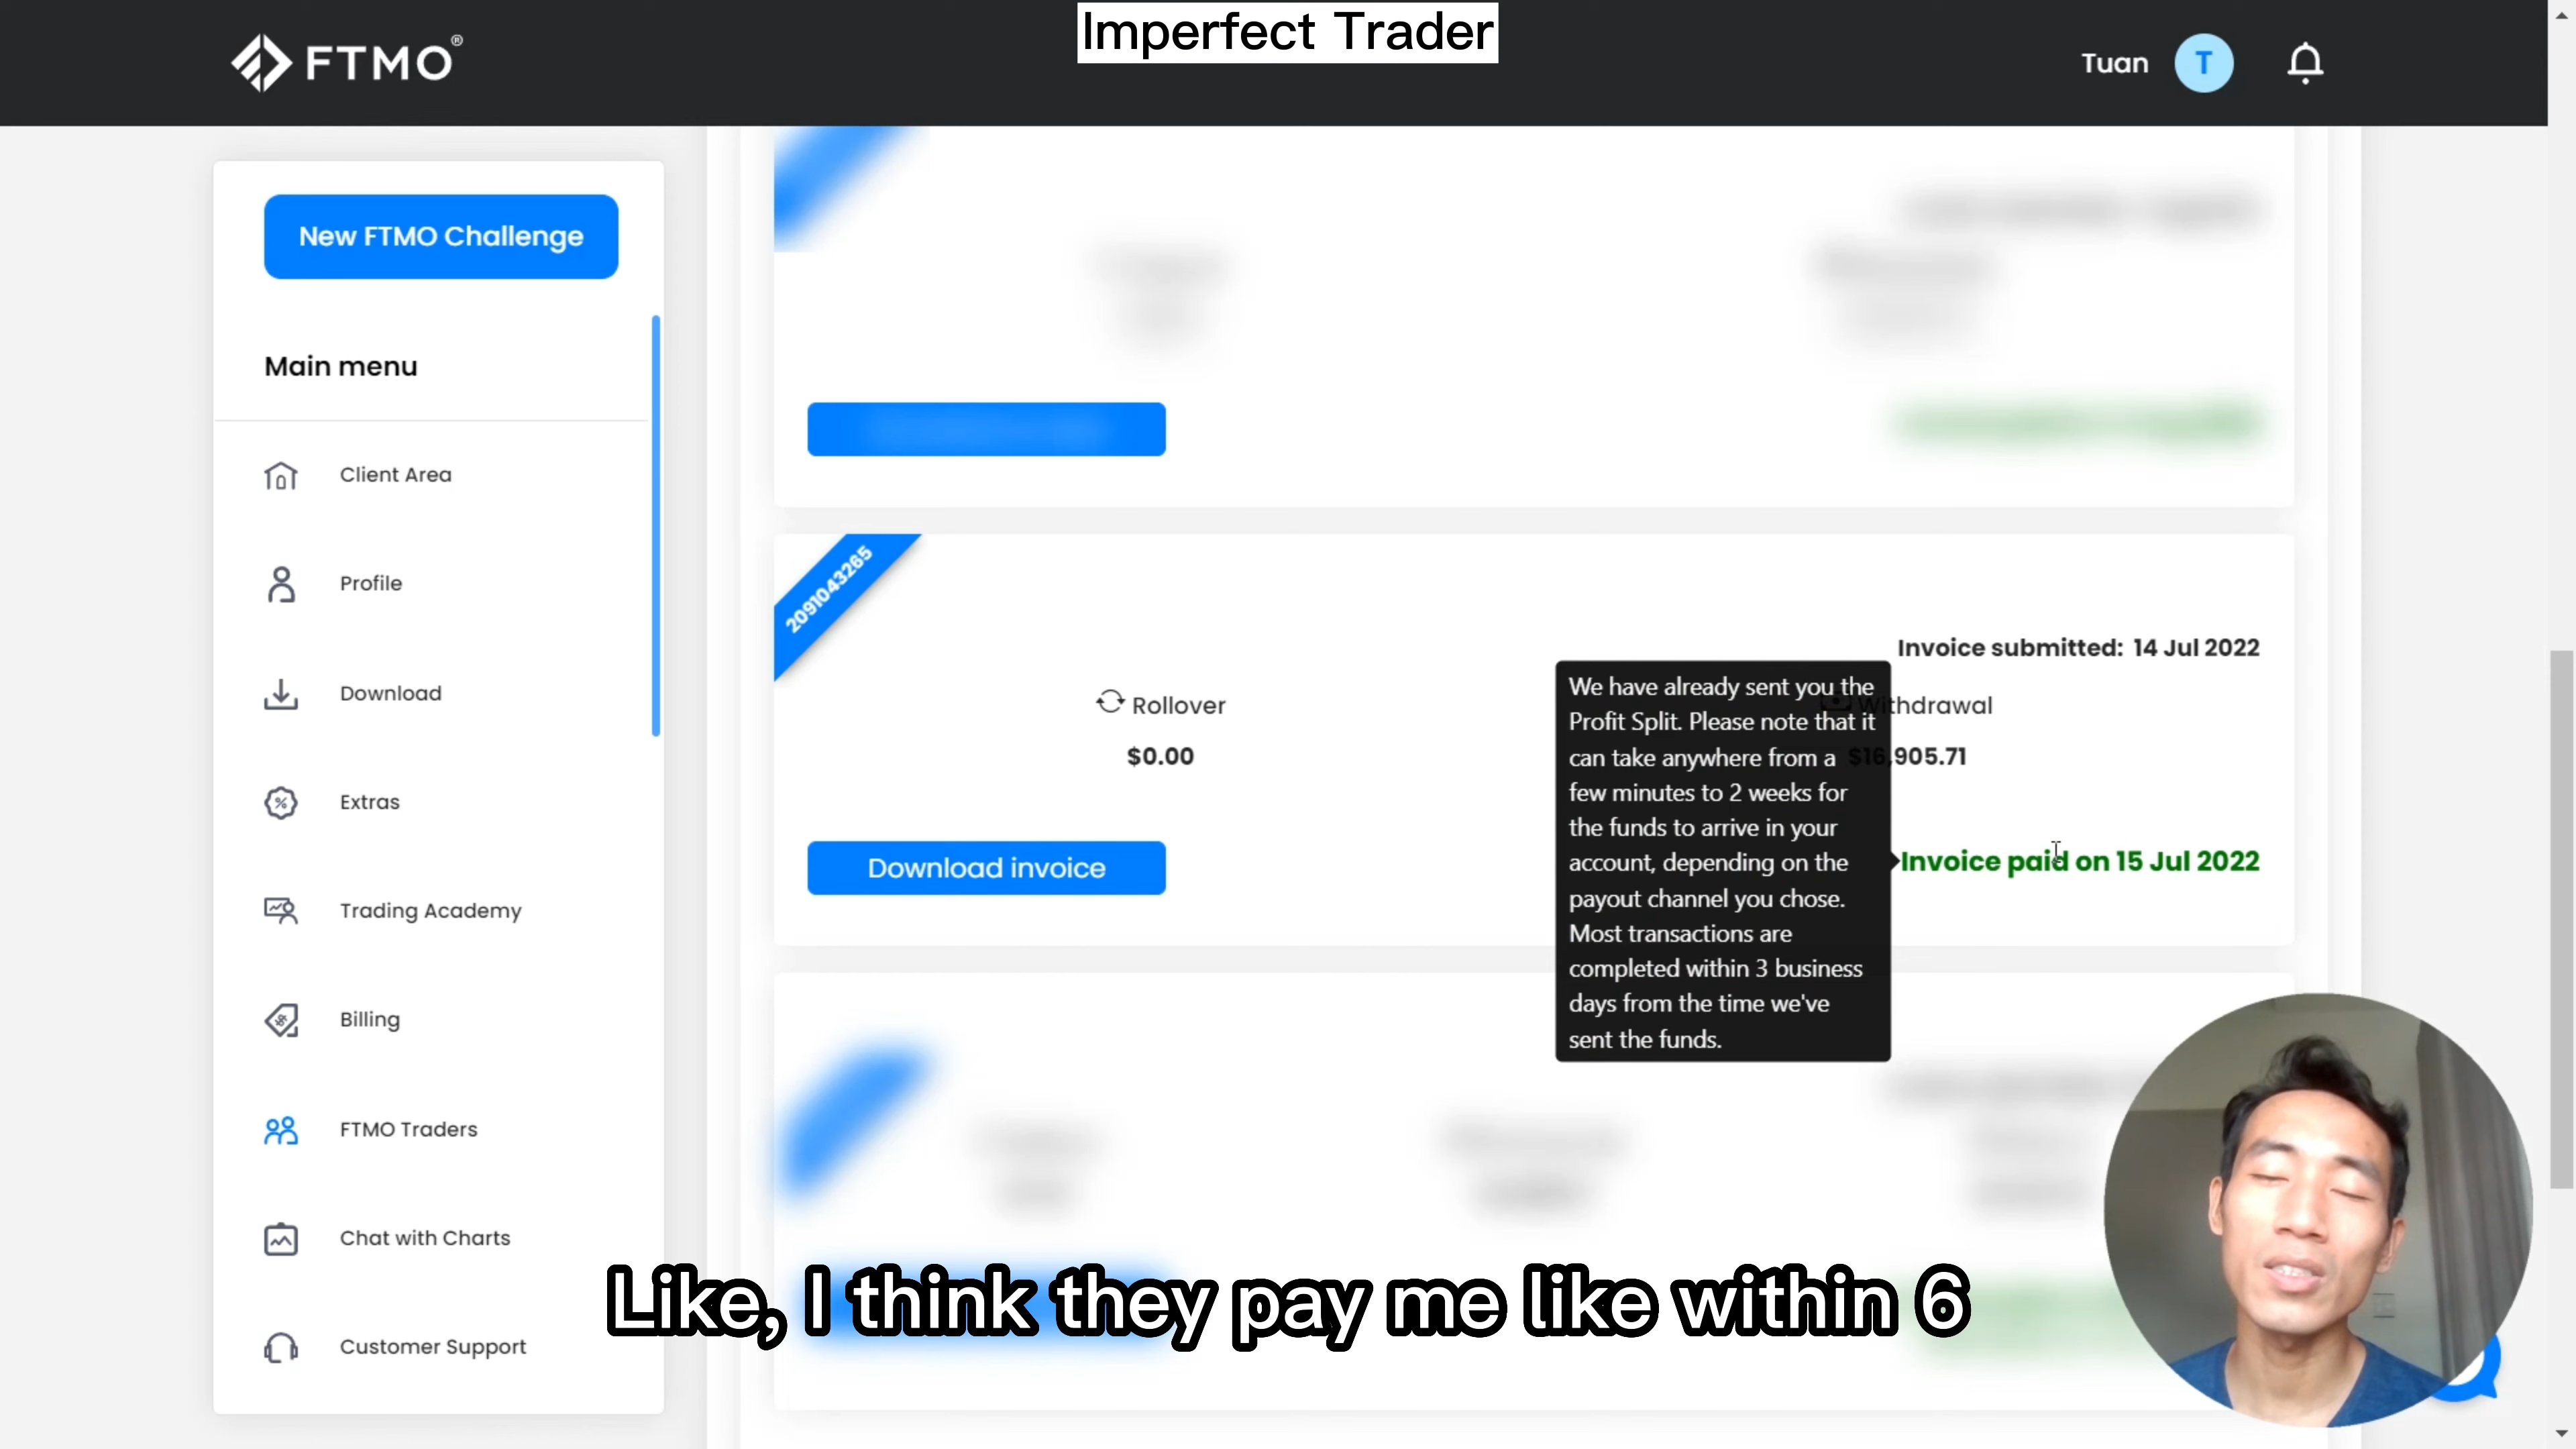 Imperfect Trader
FTMO®
Tuan
T
New FTMO Challenge
Main menu
Client Area
Profile
Download
Extras
Trading Academy
Billing
FTMO Traders
Chat with Charts
Customer Support
2091043265
Invoice submitted: 14 Jul 2022
Rollover
$0.00
Withdrawal
$16,905.71
Download invoice
Invoice paid on 15 Jul 2022
We have already sent you the
Profit Split. Please note that it
can take anywhere from a
few minutes to 2 weeks for
the funds to arrive in your
account, depending on the
payout channel you chose.
Most transactions are
completed within 3 business
days from the time we've
sent the funds.
Like, I think they pay me like within 6